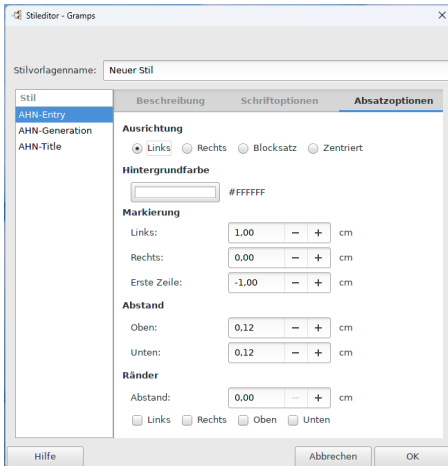 Stileditor - Gramps
Stilvorlagenname: Neuer Stil
Stil
AHN-Entry
AHN-Generation
AHN-Title
Beschreibung Schriftoptionen Absatzoptionen
Ausrichtung
Links Rechts Blocksatz Zentriert
Hintergrundfarbe
#FFFFFF
Markierung
Links: 1,00 − + cm
Rechts: 0,00 − + cm
Erste Zeile: -1,00 − + cm
Abstand
Oben: 0,12 − + cm
Unten: 0,12 − + cm
Ränder
Abstand: 0,00 − + cm
Links Rechts Oben Unten
Hilfe Abbrechen OK